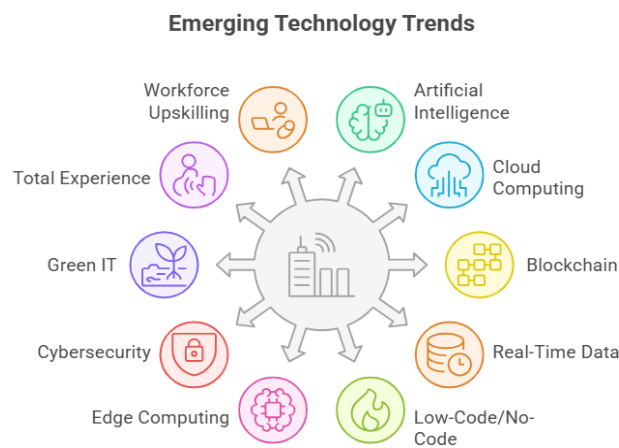 Emerging Technology Trends
Workforce
Upskilling
Artificial
Intelligence
Total Experience
Cloud
Computing
Green IT
Blockchain
Cybersecurity
Real-Time Data
Edge Computing
Low-Code/No-
Code